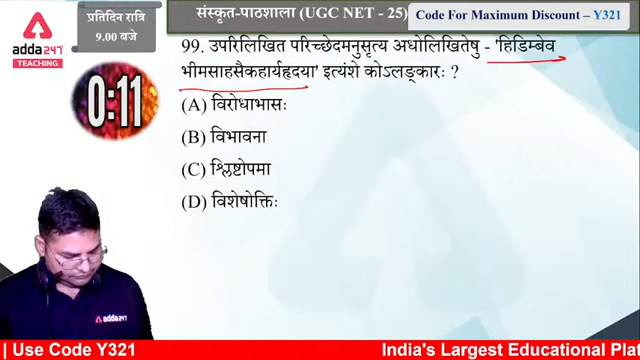 adda247
TEACHING
प्रतिदिन रात्रि
9.00 बजे
संस्कृत-पाठशाला (UGC NET - 25)
Code For Maximum Discount – Y321
99. उपरिलिखित परिच्छेदमनुसृत्य अधोलिखितेषु - 'हिडिम्बेव
भीमसाहसैकहार्यहृदया' इत्यंशे कोऽलङ्कारः ?
0:11
(A) विरोधाभासः
(B) विभावना
(C) श्लिष्टोपमा
(D) विशेषोक्तिः
adda247
| Use Code Y321
India's Largest Educational Plat